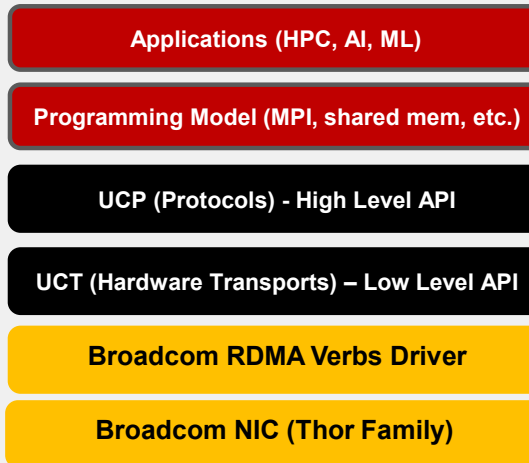 Applications (HPC, AI, ML)
Programming Model (MPI, shared mem, etc.)
UCP (Protocols) - High Level API
UCT (Hardware Transports) – Low Level API
Broadcom RDMA Verbs Driver
Broadcom NIC (Thor Family)